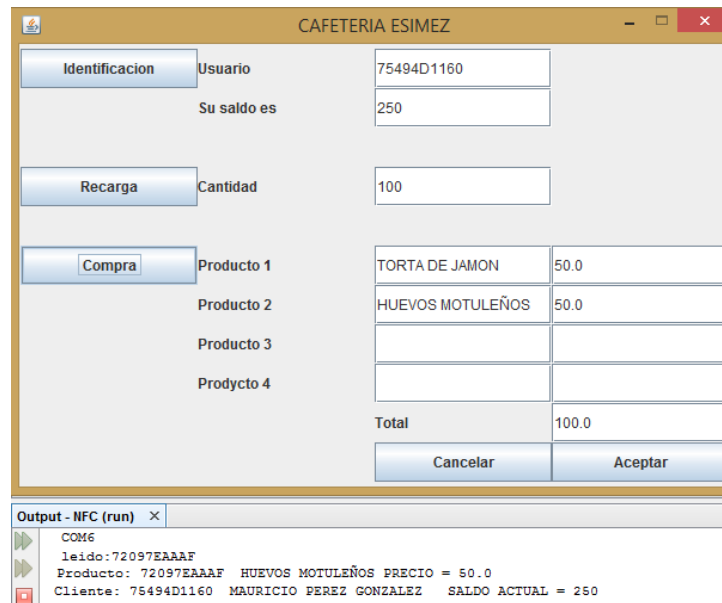 CAFETERIA ESIMEZ
Identificacion Usuario 75494D1160
Su saldo es 250
Recarga Cantidad 100
Compra Producto 1 TORTA DE JAMON 50.0
Producto 2 HUEVOS MOTULEÑOS 50.0
Producto 3
Prodycto 4
Total 100.0
Cancelar Aceptar
Output - NFC (run) ×
COM6
leido:72097EAAAF
Producto: 72097EAAAF HUEVOS MOTULEÑOS PRECIO = 50.0
Cliente: 75494D1160 MAURICIO PEREZ GONZALEZ SALDO ACTUAL = 250